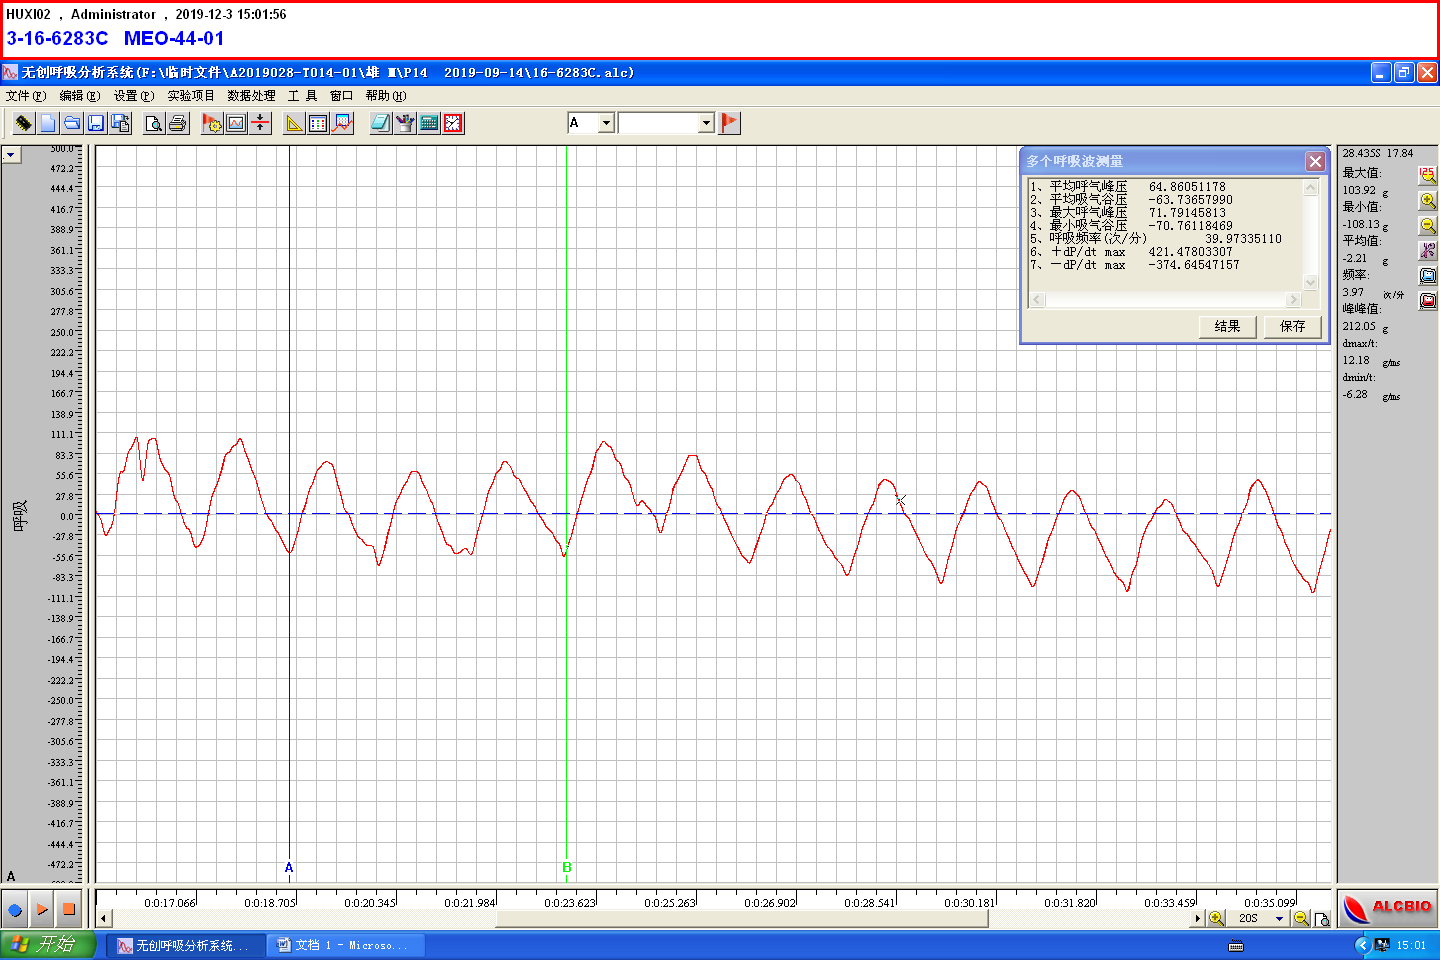 HUXI02 , Administrator , 2019-12-3 15:01:56
3-16-6283C MEO-44-01
无创呼吸分析系统(F:\临时文件\A2019028-T014-01\雄 M\P14 2019-09-14\16-6283C.alc)
文件(F) 编辑(E) 设置(P) 实验项目 数据处理 工 具 窗口 帮助(H)
A
500.0
472.2
444.4
416.7
388.9
361.1
333.3
305.6
277.8
250.0
222.2
194.4
166.7
138.9
111.1
83.3
55.6
27.8
0.0
-27.8
-55.6
-83.3
-111.1
-138.9
-166.7
-194.4
-222.2
-250.0
-277.8
-305.6
-333.3
-361.1
-388.9
-416.7
-444.4
-472.2
呼吸
A
A
B
多个呼吸波测量
1、平均呼气峰压 64.86051178
2、平均吸气谷压 -63.73657990
3、最大呼气峰压 71.79145813
4、最小吸气谷压 -70.76118469
5、呼吸频率(次/分) 39.97335110
6、＋dP/dt max 421.47803307
7、－dP/dt max -374.64547157
结果 保存
28.435S 17.84
最大值:
103.92 g
最小值:
-108.13 g
平均值:
-2.21 g
频率:
3.97 次/分
峰峰值:
212.05 g
dmax/t:
12.18 g/ms
dmin/t:
-6.28 g/ms
125
0:0:17.066 0:0:18.705 0:0:20.345 0:0:21.984 0:0:23.623 0:0:25.263 0:0:26.902 0:0:28.541 0:0:30.181 0:0:31.820 0:0:33.459 0:0:35.099
20S
ALCBIO
开始 无创呼吸分析系统... 文档 1 - Microso... 15:01